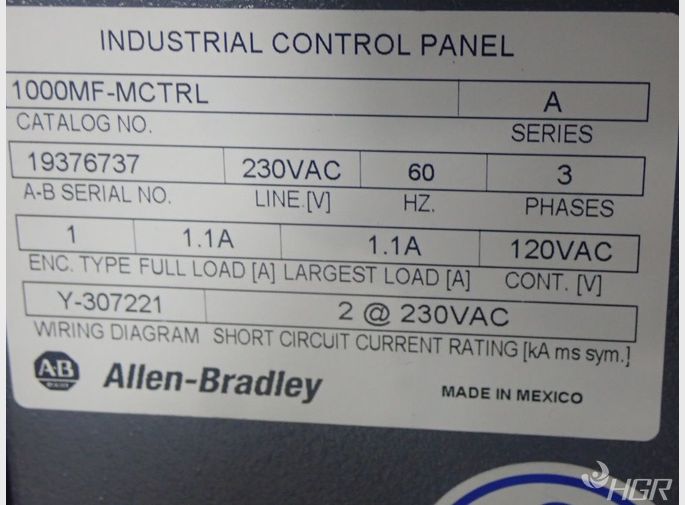 INDUSTRIAL CONTROL PANEL
1000MF-MCTRL A
CATALOG NO. SERIES
19376737 230VAC 60 3
A-B SERIAL NO. LINE.[V] HZ. PHASES
1 1.1A 1.1A 120VAC
ENC. TYPE FULL LOAD [A] LARGEST LOAD [A] CONT. [V]
Y-307221 2 @ 230VAC
WIRING DIAGRAM SHORT CIRCUIT CURRENT RATING [kA ms sym.]
AB Allen-Bradley MADE IN MEXICO
HGR